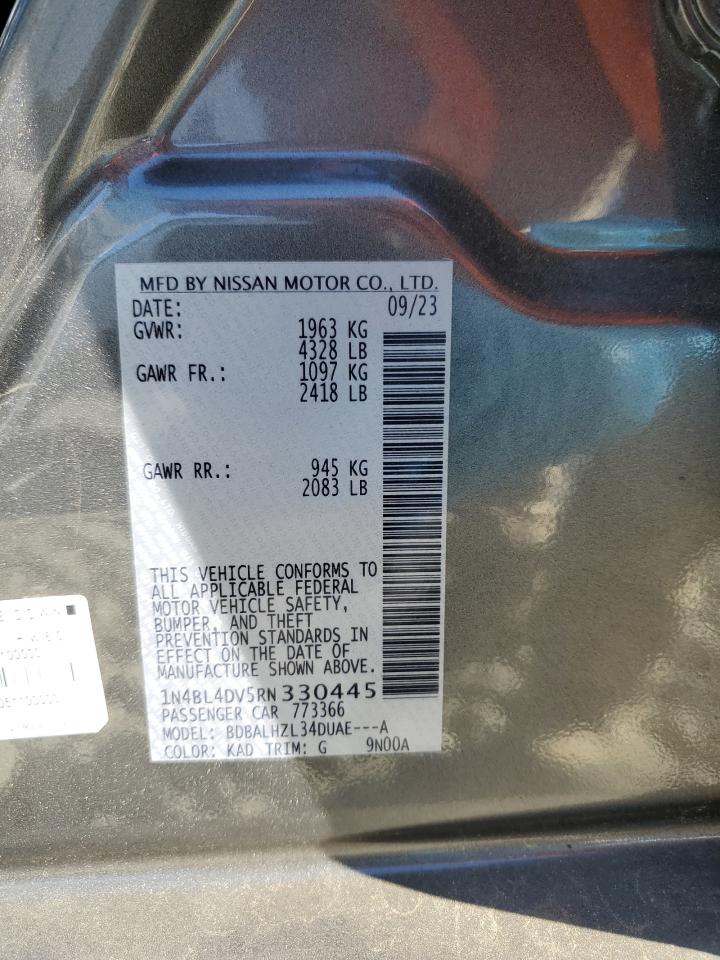 MFD BY NISSAN MOTOR CO., LTD.
DATE: 09/23
GVWR: 1963 KG
4328 LB
GAWR FR.: 1097 KG
2418 LB
GAWR RR.: 945 KG
2083 LB
THIS VEHICLE CONFORMS TO
ALL APPLICABLE FEDERAL
MOTOR VEHICLE SAFETY,
BUMPER, AND THEFT
PREVENTION STANDARDS IN
EFFECT ON THE DATE OF
MANUFACTURE SHOWN ABOVE.
1N4BL4DV5RN330445
PASSENGER CAR 773366
MODEL: BDBALHZL34DUAE---A
COLOR: KAD TRIM: G 9N00A